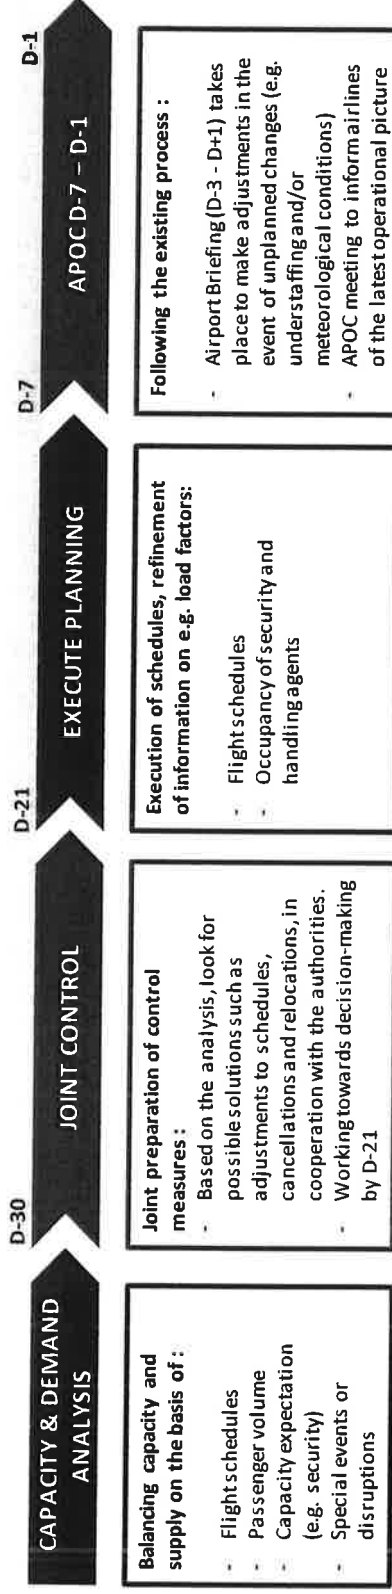 CAPACITY & DEMAND
ANALYSIS
Balancing capacity and
supply on the basis of :
- Flight schedules
- Passenger volume
- Capacity expectation
(e.g. security)
- Special events or
disruptions
D-30
JOINT CONTROL
Joint preparation of control
measures :
- Based on the analysis, look for
possible solutions such as
adjustments to schedules,
cancellations and relocations, in
cooperation with the authorities.
- Working towards decision-making
by D-21
D-21
EXECUTE PLANNING
Execution of schedules, refinement
of information on e.g. load factors:
- Flight schedules
- Occupancy of security and
handling agents
D-7
APOC D-7 – D-1
Following the existing process :
- Airport Briefing (D-3 - D+1) takes
place to make adjustments in the
event of unplanned changes (e.g.
understaffing and/or
meteorological conditions)
- APOC meeting to inform airlines
of the latest operational picture
D-1